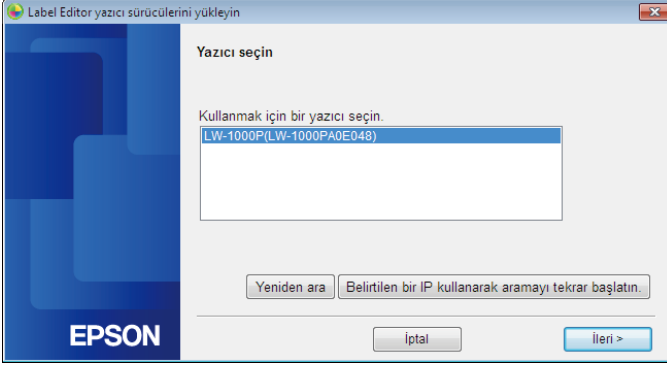 Label Editor yazıcı sürücülerini yükleyin
Yazıcı seçin
Kullanmak için bir yazıcı seçin.
LW-1000P(LW-1000PA0E048)
Yeniden ara
Belirtilen bir IP kullanarak aramayı tekrar başlatın.
EPSON
İptal
İleri >